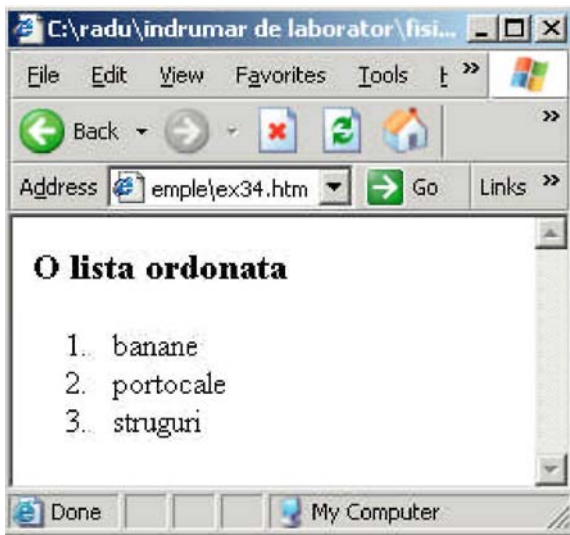 C:\radu\indrumar de laborator\fisi...
File Edit View Favorites Tools »
Back »
Address emple\ex34.htm Go Links »
O lista ordonata
1. banane
2. portocale
3. struguri
Done My Computer